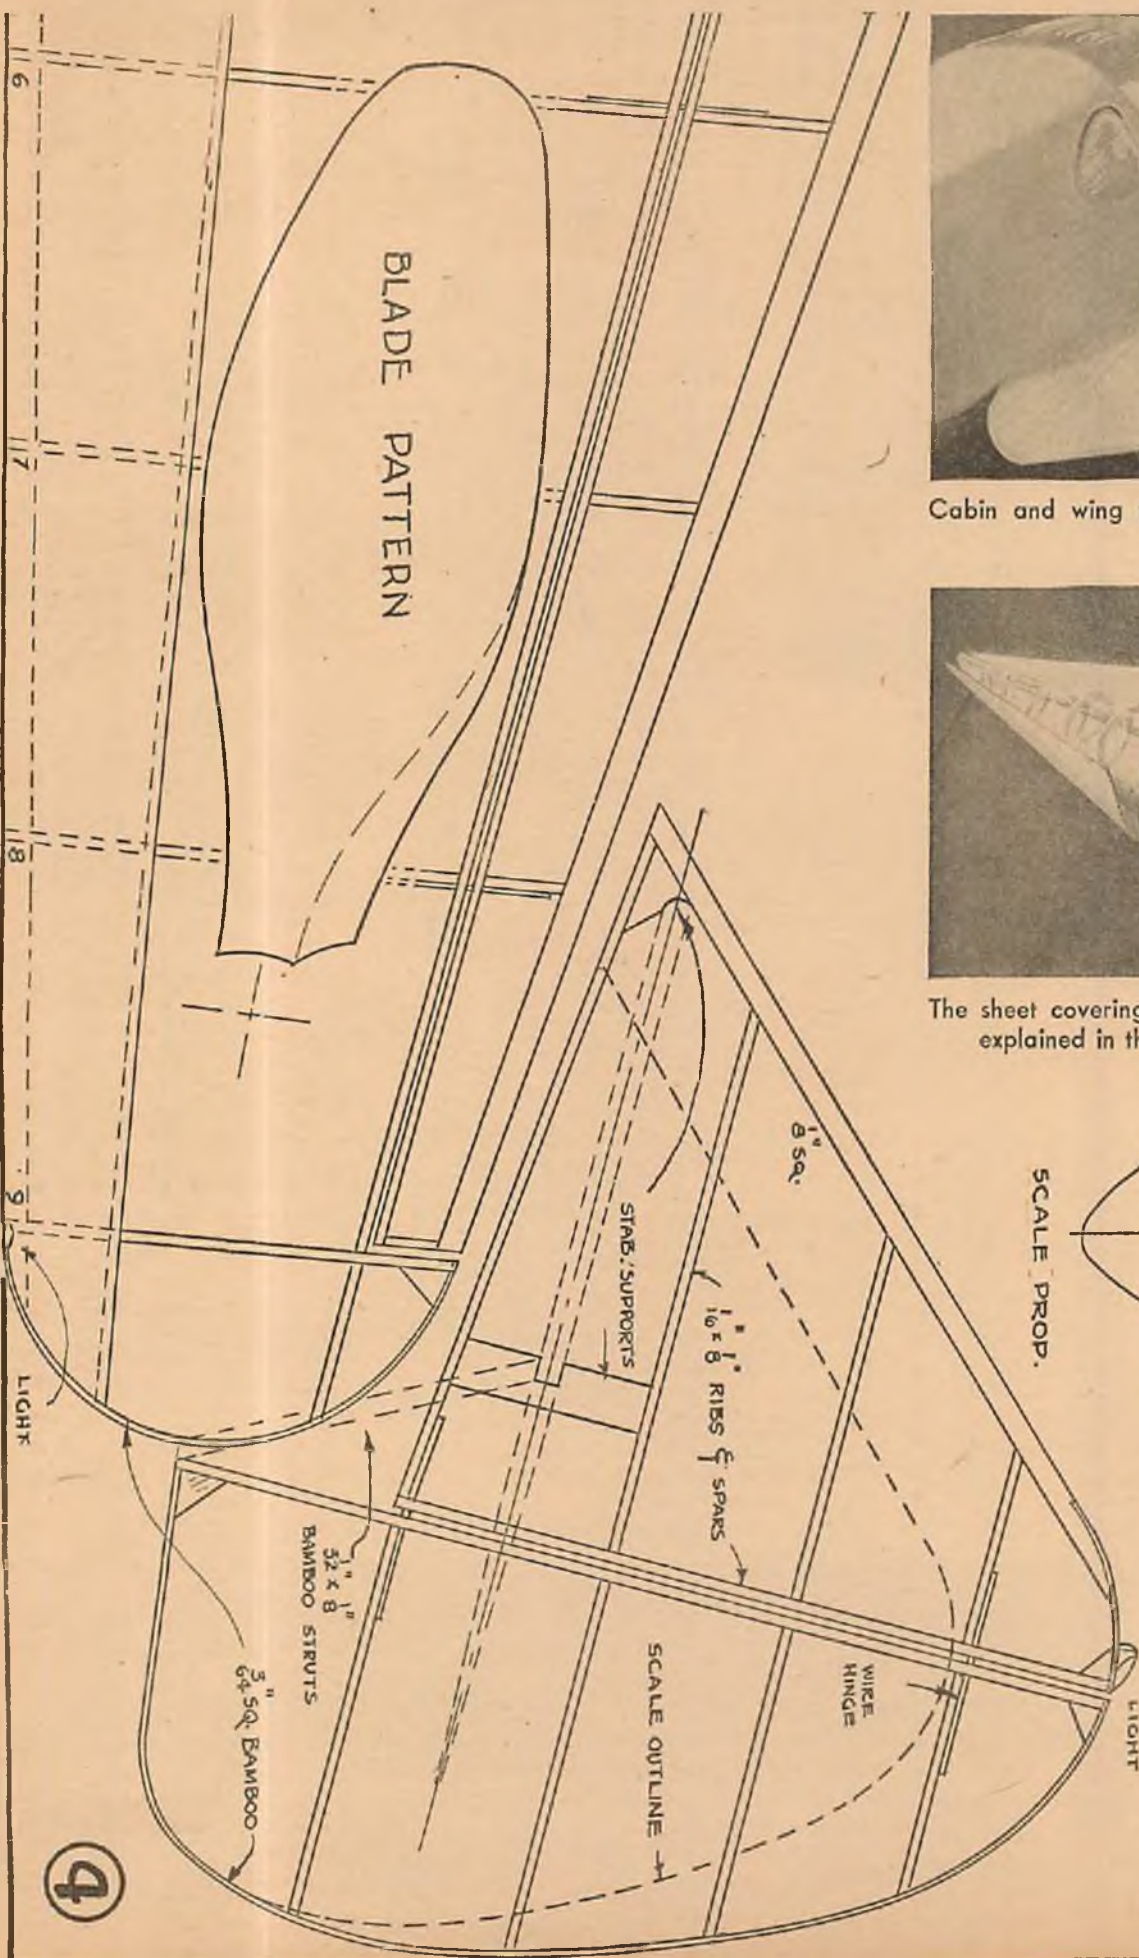 6
7
8
9
BLADE PATTERN
Cabin and wing
The sheet covering
explained in th
SCALE PROP.
1/8" SQ.
STAB. SUPPORTS
1/16" x 1/8" RIBS & SPARS
WIRE
HINGE
SCALE OUTLINE
1/32" x 1/8"
BAMBOO STRUTS
3/64" SQ. BAMBOO
LIGHT
LIGHT
4